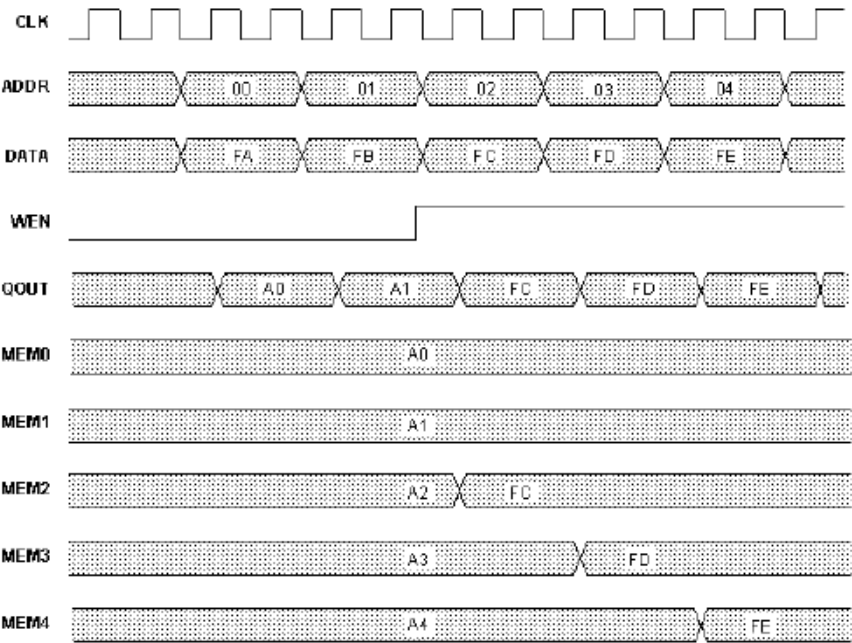 CLK
ADDR 00 01 02 03 04
DATA FA FB FC FD FE
WEN
QOUT A0 A1 FC FD FE
MEM0 A0
MEM1 A1
MEM2 A2 FC
MEM3 A3 FD
MEM4 A4 FE